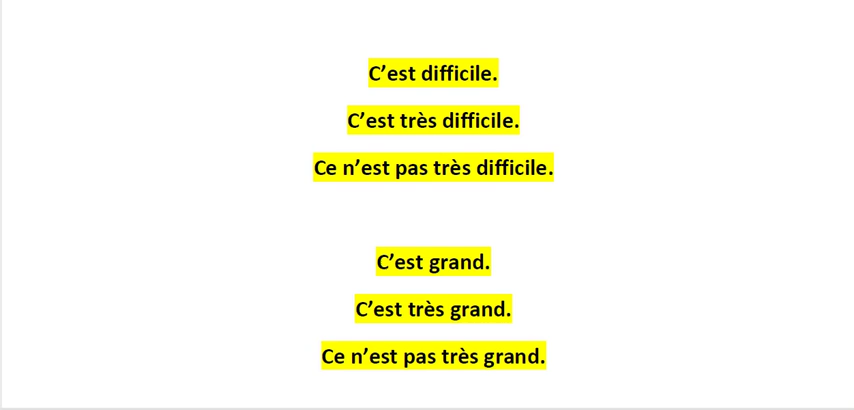 C’est difficile.
C’est très difficile.
Ce n’est pas très difficile.
C’est grand.
C’est très grand.
Ce n’est pas très grand.